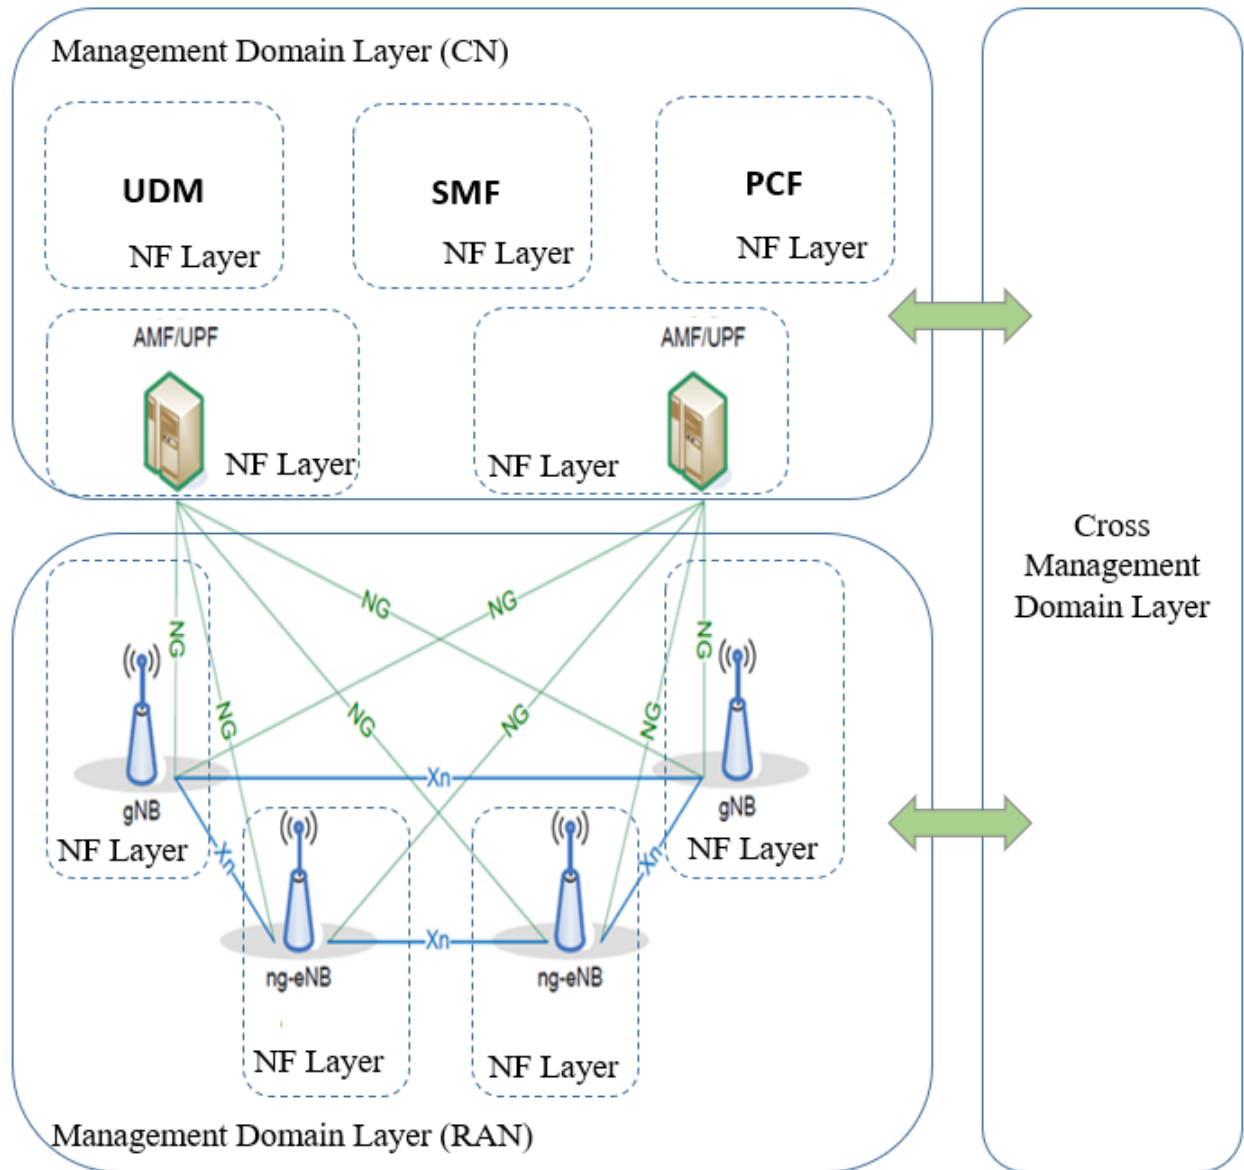 Management Domain Layer (CN)
UDM
NF Layer
SMF
NF Layer
PCF
NF Layer
AMF/UPF
NF Layer
AMF/UPF
NF Layer
Cross
Management
Domain Layer
NG
NG
NG
NG
NG
NG
NG
NG
gNB
NF Layer
Xn
gNB
NF Layer
Xn
Xn
ng-eNB
NF Layer
Xn
ng-eNB
NF Layer
Management Domain Layer (RAN)